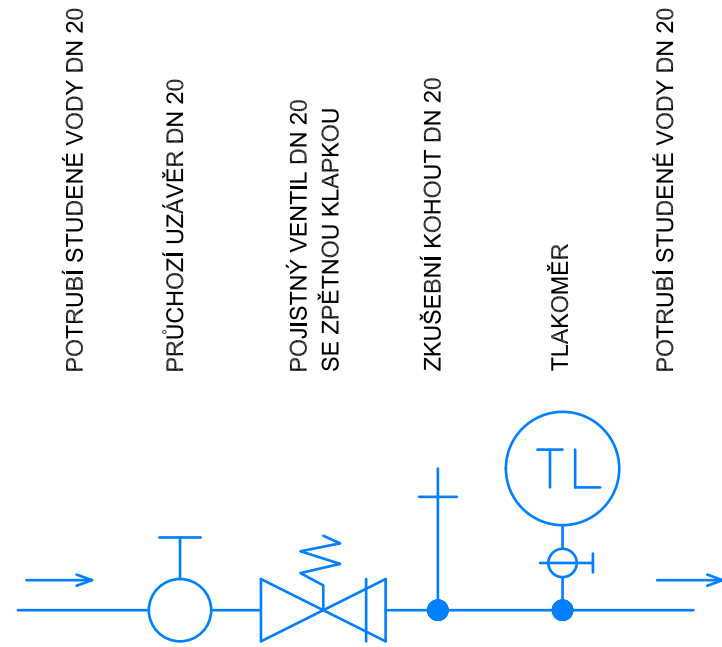 POTRUBÍ STUDENÉ VODY DN 20
PRŮCHOZÍ UZÁVĚR DN 20
POJISTNÝ VENTIL DN 20
SE ZPĚTNOU KLAPKOU
ZKUŠEBNÍ KOHOUT DN 20
TLAKOMĚR
POTRUBÍ STUDENÉ VODY DN 20
TL